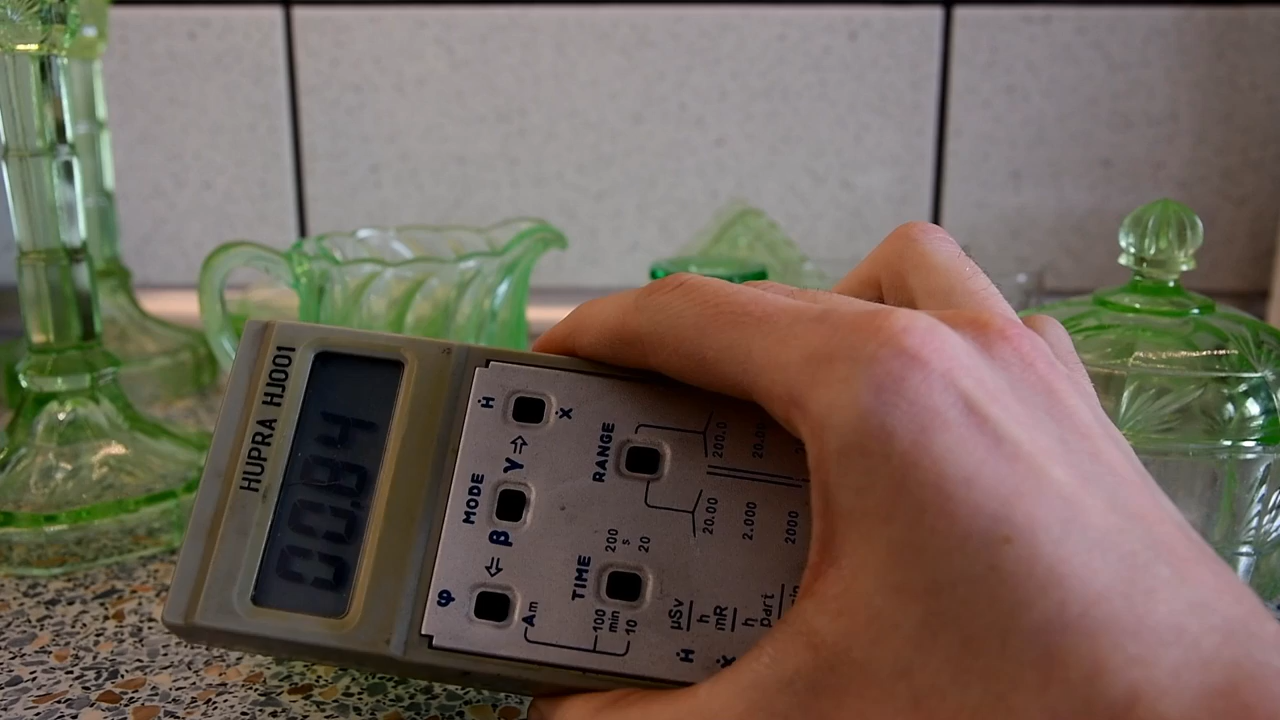 HUPRA HJ001
00.84
Ḣ
Ẋ
MODE
γ
β
φ
Am
RANGE
200.0
20.0
20.00
2.000
2000
TIME
200
s
20
100
min
10
μSv
h
mR
h
part
Ḣ